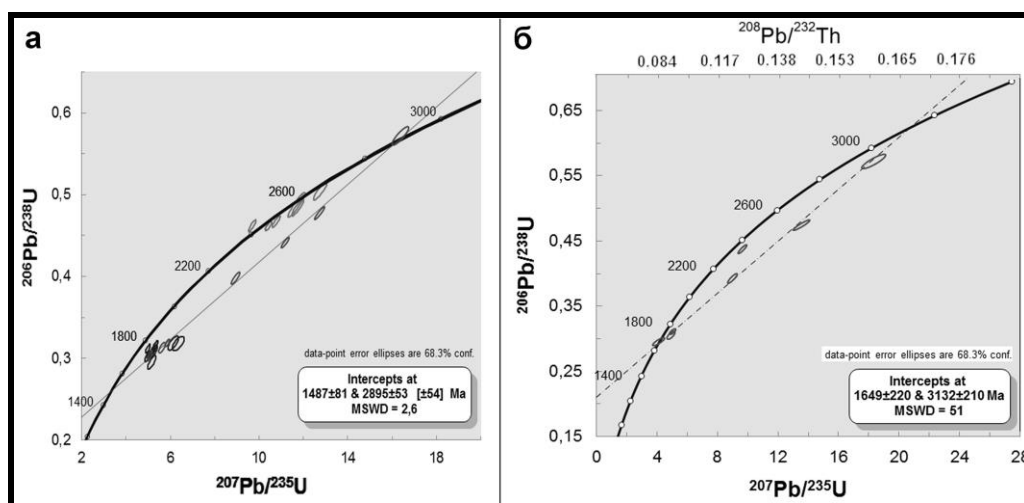 а
0,6
0,5
0,4
0,3
0,2
²⁰⁶Pb/²³⁸U
1400
1800
2200
2600
3000
data-point error ellipses are 68.3% conf.
Intercepts at
1487±81 & 2895±53 [±54] Ma
MSWD = 2,6
2 6 10 14 18
²⁰⁷Pb/²³⁵U
б
²⁰⁸Pb/²³²Th
0.084 0.117 0.138 0.153 0.165 0.176
0,65
0,55
0,45
0,35
0,25
0,15
²⁰⁶Pb/²³⁸U
1400
1800
2200
2600
3000
data-point error ellipses are 68.3% conf.
Intercepts at
1649±220 & 3132±210 Ma
MSWD = 51
0 4 8 12 16 20 24 28
²⁰⁷Pb/²³⁵U